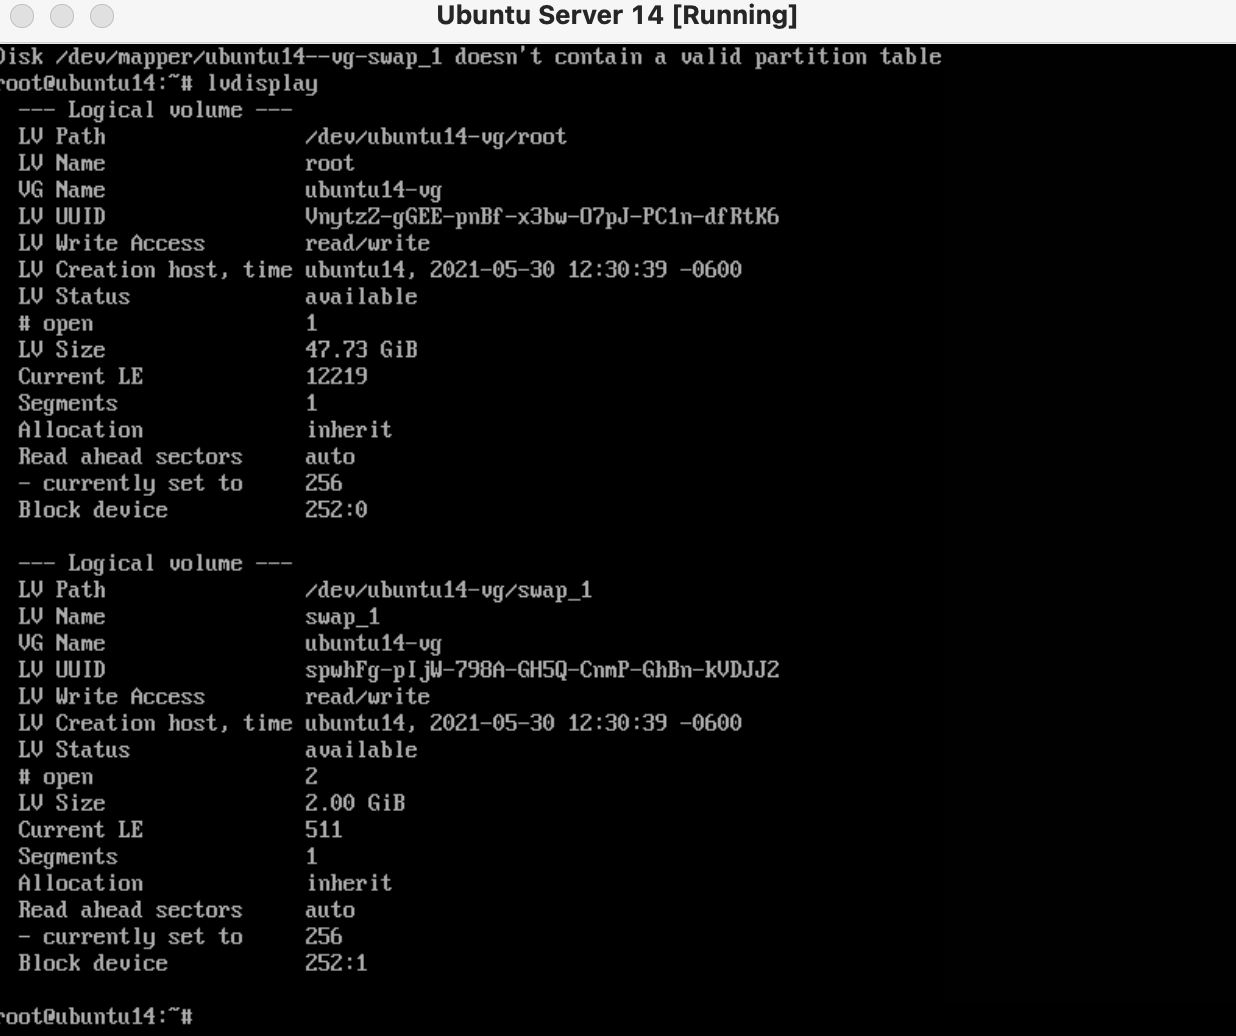 Ubuntu Server 14 [Running]
Disk /dev/mapper/ubuntu14--vg-swap_1 doesn't contain a valid partition table
root@ubuntu14:~# lvdisplay
--- Logical volume ---
LV Path /dev/ubuntu14-vg/root
LV Name root
VG Name ubuntu14-vg
LV UUID VnytzZ-gGEE-pnBf-x3bw-O7pJ-PC1n-dfRtK6
LV Write Access read/write
LV Creation host, time ubuntu14, 2021-05-30 12:30:39 -0600
LV Status available
# open 1
LV Size 47.73 GiB
Current LE 12219
Segments 1
Allocation inherit
Read ahead sectors auto
- currently set to 256
Block device 252:0
--- Logical volume ---
LV Path /dev/ubuntu14-vg/swap_1
LV Name swap_1
VG Name ubuntu14-vg
LV UUID spwhFg-pIjW-798A-GH5Q-CnmP-GhBn-kVDJJ2
LV Write Access read/write
LV Creation host, time ubuntu14, 2021-05-30 12:30:39 -0600
LV Status available
# open 2
LV Size 2.00 GiB
Current LE 511
Segments 1
Allocation inherit
Read ahead sectors auto
- currently set to 256
Block device 252:1
root@ubuntu14:~#